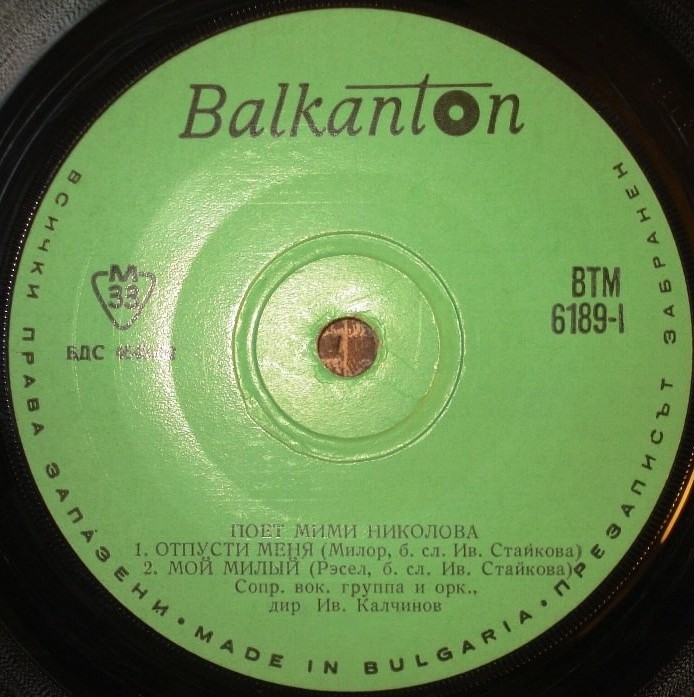 Balkanton
ВСИЧКИ ПРАВА ЗАПАЗЕНИ • MADE IN BULGARIA • ПРЕЗАПИСЪТ ЗАБРАНЕН
М
33
БДС
ВТМ
6189-I
ПОЕТ МИМИ НИКОЛОВА
1. ОТПУСТИ МЕНЯ (Милор, б. сл. Ив. Стайкова)
2. МОЙ МИЛЫЙ (Рэсел, б. сл. Ив. Стайкова)
Сопр. вок. группа и орк.,
дир Ив. Калчинов